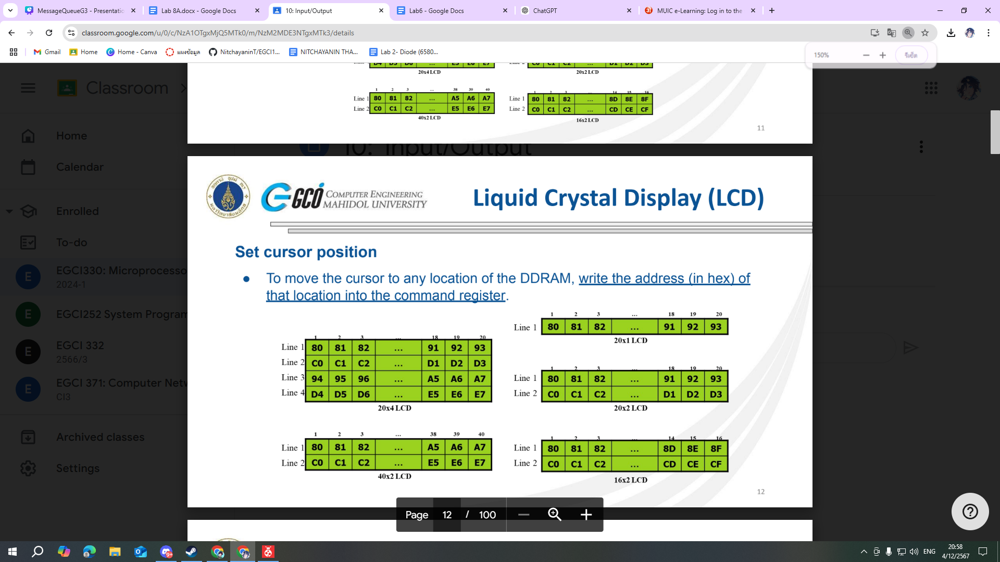 MessageQueueG3 - Presentatio
Lab 8A.docx - Google Docs
10: Input/Output
Lab6 - Google Docs
ChatGPT
MUIC e-Learning: Log in to the
classroom.google.com/u/0/c/NzA1OTgxMjQ5MTk0/m/NzM2MDE3NTgxMTk3/details
Gmail
Home
Home - Canva
แผงข้อมูล
NitchayaninT/EGCI1...
NITCHAYANIN THA...
Lab 2- Diode (6580...
150%
รีเซ็ต
Classroom
Home
Calendar
Enrolled
To-do
E
EGCI330: Microprocesso
2024-1
E
EGCI252 System Program
E
EGCI 332
2566/3
E
EGCI 371: Computer Netw
CI3
Archived classes
Settings
10: Input/Output
D4 D5 D6 ... E5 E6 E7
20x4 LCD
Line 2 C0 C1 C2 ... D1 D2 D3
20x2 LCD
1 2 3 ... 38 39 40
Line 1 80 81 82 ... A5 A6 A7
Line 2 C0 C1 C2 ... E5 E6 E7
40x2 LCD
1 2 3 ... 14 15 16
Line 1 80 81 82 ... 8D 8E 8F
Line 2 C0 C1 C2 ... CD CE CF
16x2 LCD
11
EGCO COMPUTER ENGINEERING
MAHIDOL UNIVERSITY
Liquid Crystal Display (LCD)
Set cursor position
● To move the cursor to any location of the DDRAM, write the address (in hex) of
that location into the command register.
1 2 3 ... 18 19 20
Line 1 80 81 82 ... 91 92 93
Line 2 C0 C1 C2 ... D1 D2 D3
Line 3 94 95 96 ... A5 A6 A7
Line 4 D4 D5 D6 ... E5 E6 E7
20x4 LCD
1 2 3 ... 18 19 20
Line 1 80 81 82 ... 91 92 93
20x1 LCD
1 2 3 ... 18 19 20
Line 1 80 81 82 ... 91 92 93
Line 2 C0 C1 C2 ... D1 D2 D3
20x2 LCD
1 2 3 ... 38 39 40
Line 1 80 81 82 ... A5 A6 A7
Line 2 C0 C1 C2 ... E5 E6 E7
40x2 LCD
1 2 3 ... 14 15 16
Line 1 80 81 82 ... 8D 8E 8F
Line 2 C0 C1 C2 ... CD CE CF
16x2 LCD
12
Page 12 / 100
9+
ENG
20:58
4/12/2567